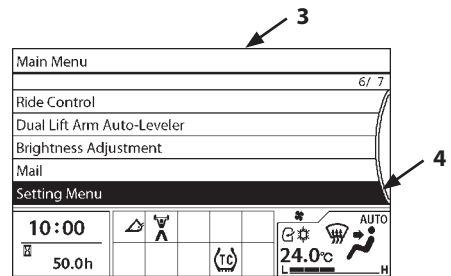 3
Main Menu
6/ 7
Ride Control
Dual Lift Arm Auto-Leveler
Brightness Adjustment
Mail
4
Setting Menu
10:00
50.0h
TC
AUTO
24.0℃
L H